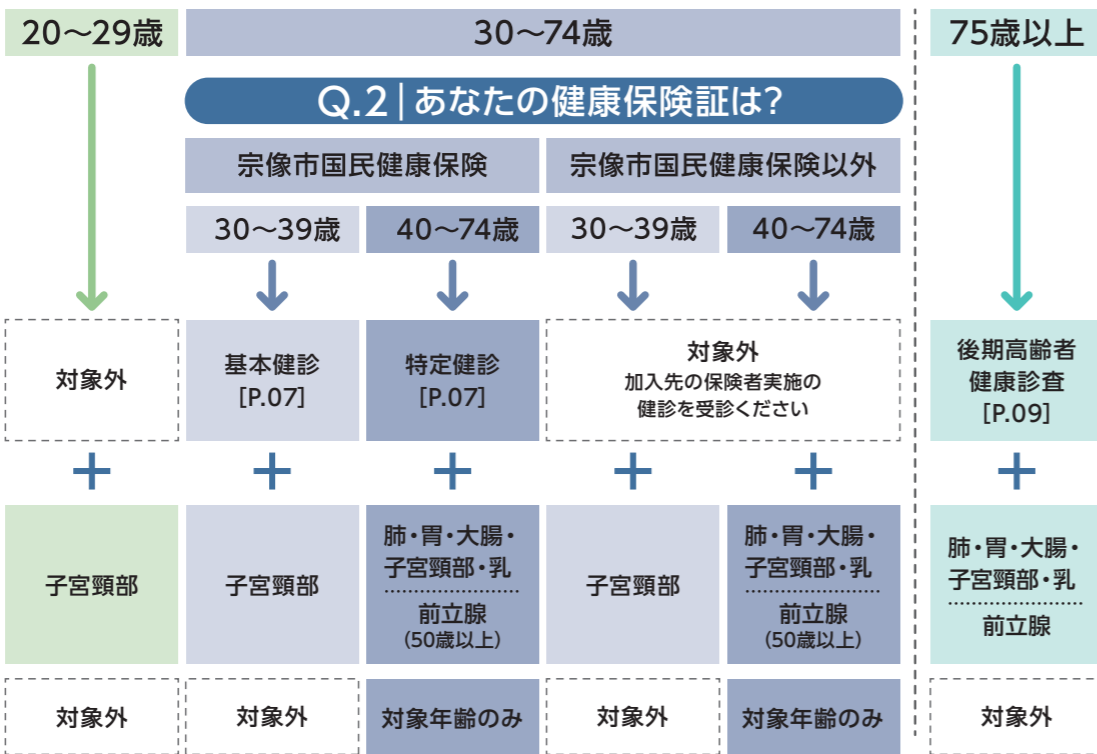 20〜29歳
30〜74歳
75歳以上
Q.2|あなたの健康保険証は?
宗像市国民健康保険
宗像市国民健康保険以外
30〜39歳
40〜74歳
30〜39歳
40〜74歳
対象外
基本健診
[P.07]
特定健診
[P.07]
対象外
加入先の保険者実施の
健診を受診ください
後期高齢者
健康診査
[P.09]
+
+
+
+
+
+
子宮頸部
子宮頸部
肺・胃・大腸・
子宮頸部・乳
前立腺
(50歳以上)
子宮頸部
肺・胃・大腸・
子宮頸部・乳
前立腺
(50歳以上)
肺・胃・大腸・
子宮頸部・乳
前立腺
対象外
対象外
対象年齢のみ
対象外
対象年齢のみ
対象外